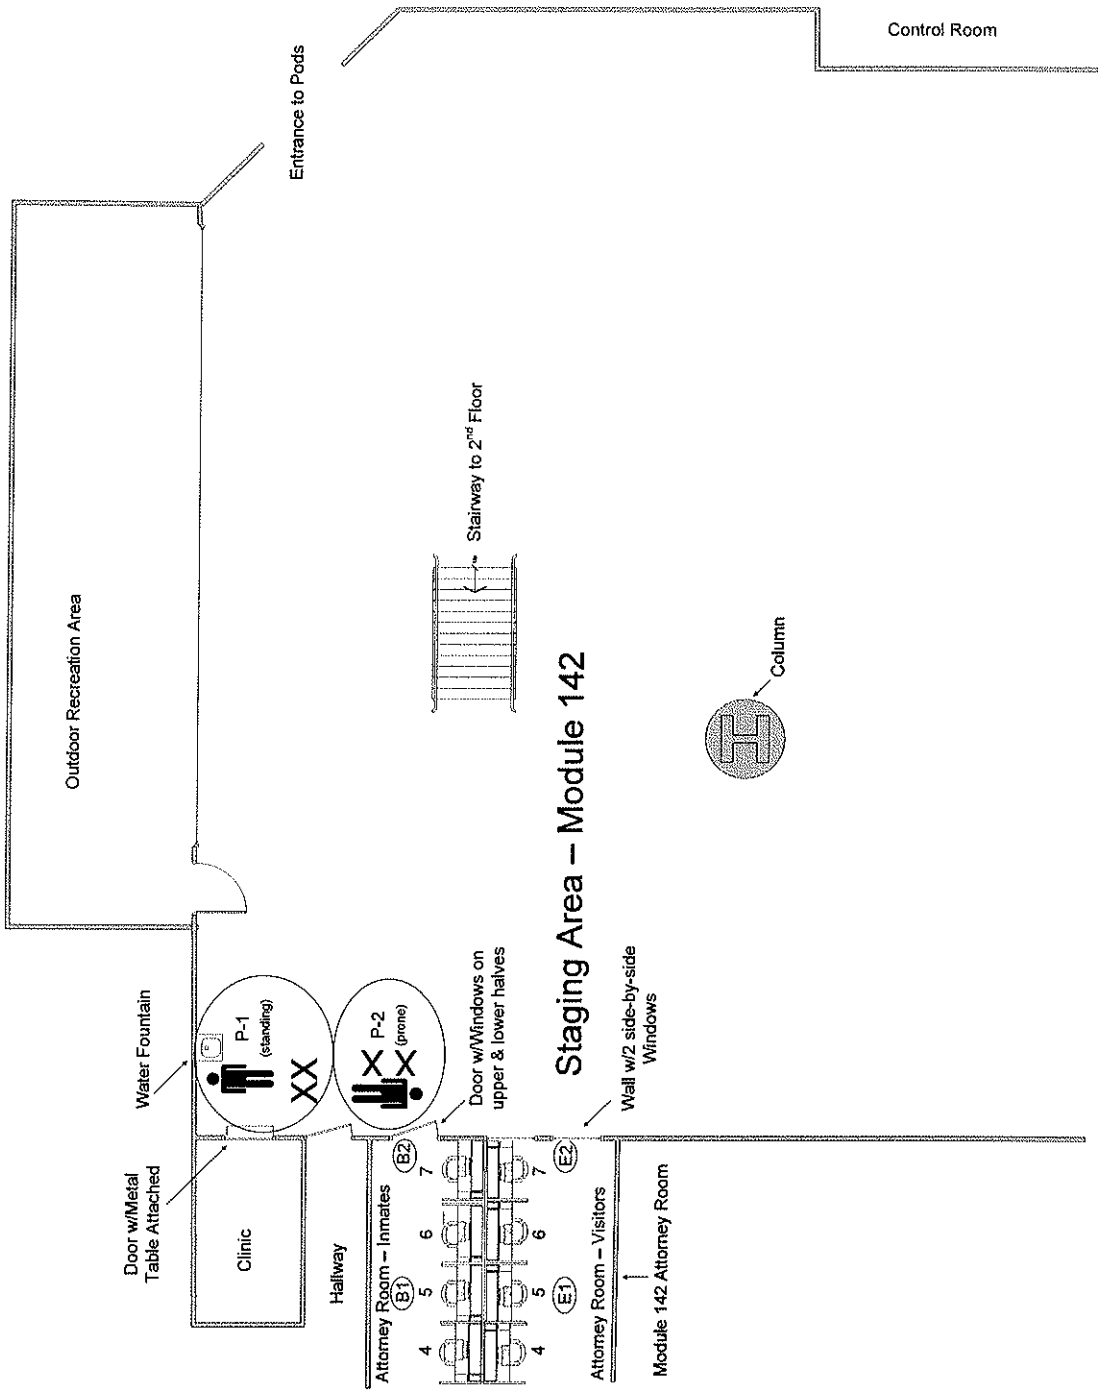 Control Room
Entrance to Pods
Outdoor Recreation Area
Stairway to 2nd Floor
Staging Area – Module 142
Column
H
Water Fountain
P-1
(standing)
XX
X
P-2
X
(prone)
Door w/Windows on
upper & lower halves
Wall w/2 side-by-side
Windows
Door w/Metal
Table Attached
Clinic
Hallway
Attorney Room – Inmates
B1
B2
4
5
6
7
4
5
6
7
E1
E2
Attorney Room – Visitors
Module 142 Attorney Room